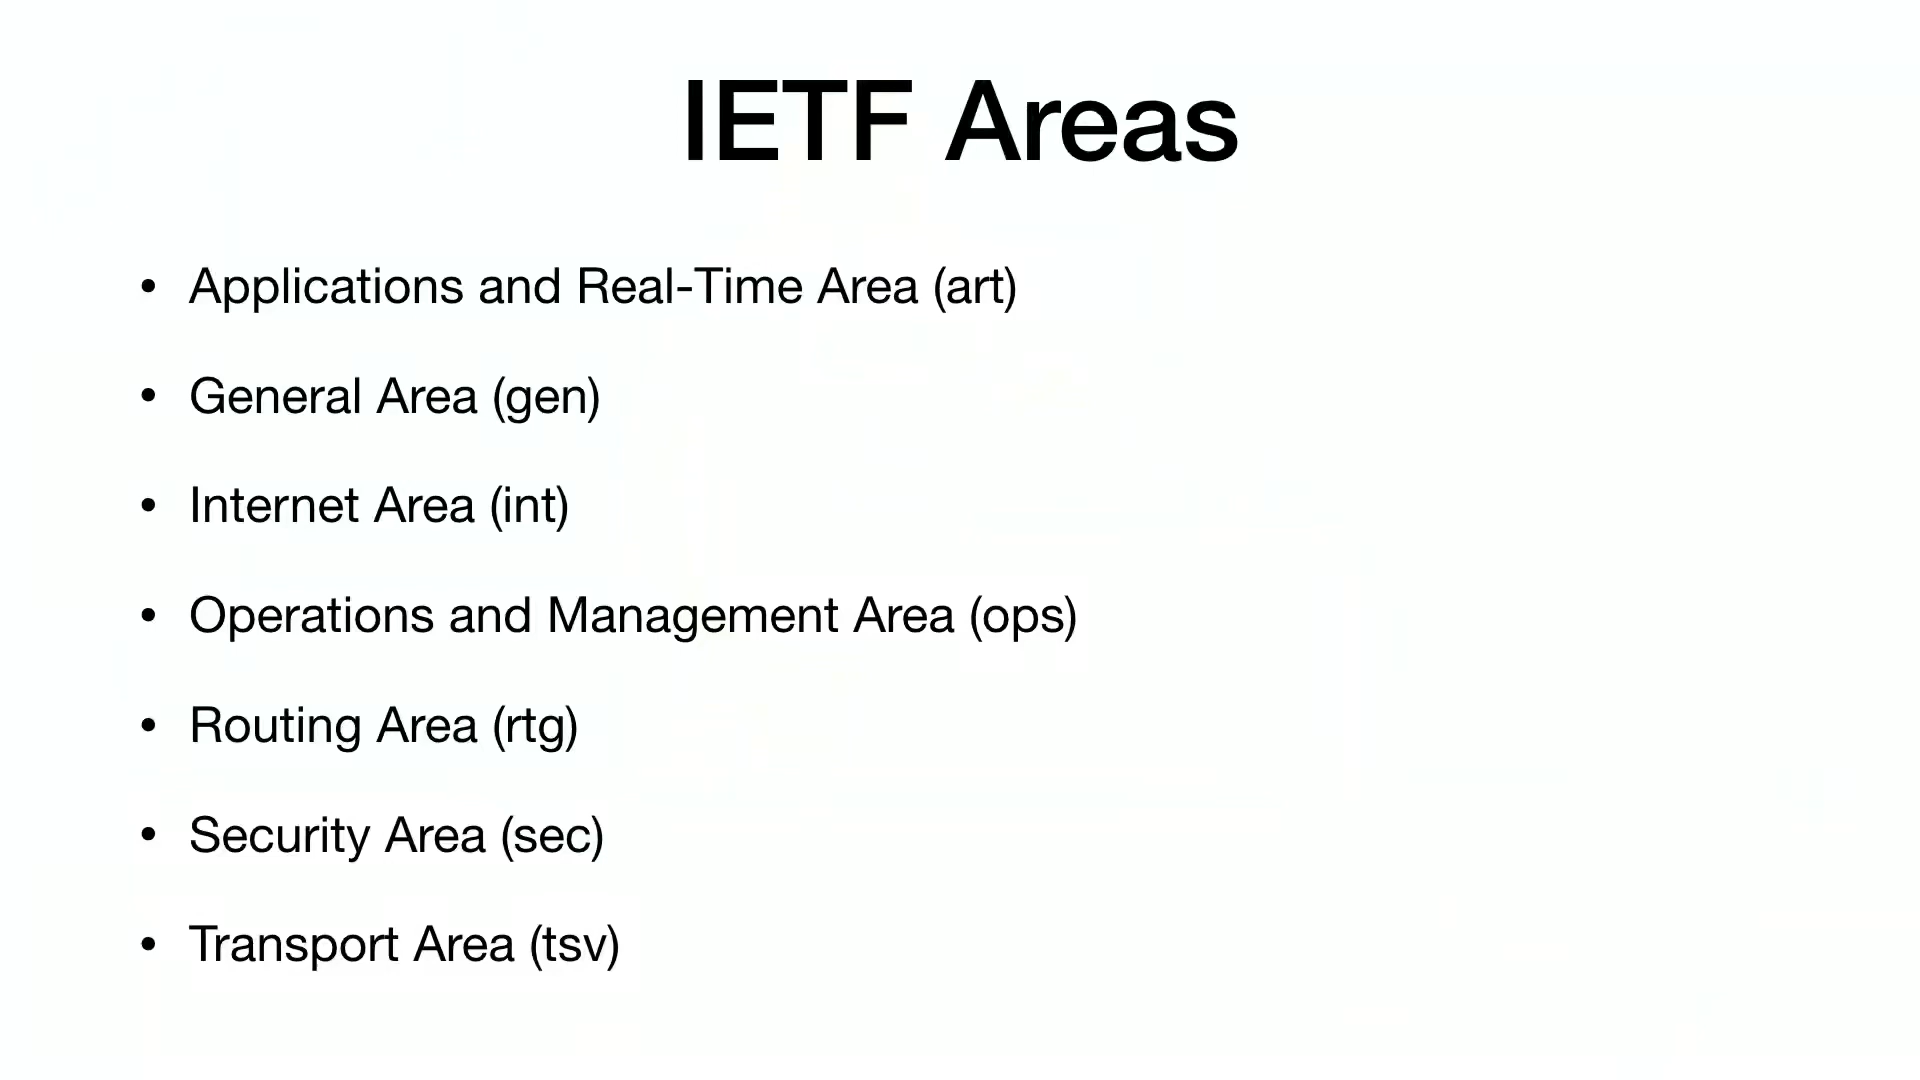 IETF Areas
• Applications and Real-Time Area (art)
• General Area (gen)
• Internet Area (int)
• Operations and Management Area (ops)
• Routing Area (rtg)
• Security Area (sec)
• Transport Area (tsv)